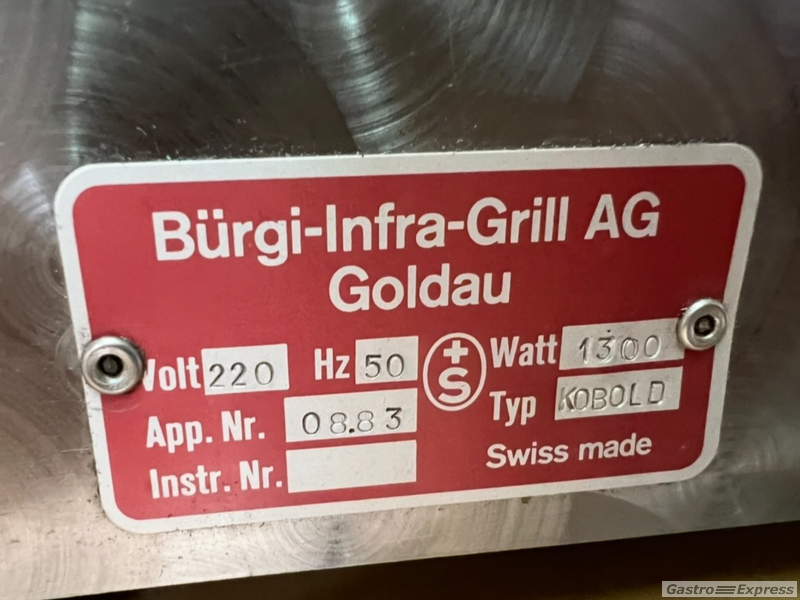 Bürgi-Infra-Grill AG
Goldau
Volt 220 Hz 50 +S Watt 1300
App. Nr. 08.83 Typ KOBOLD
Instr. Nr. Swiss made
Gastro Express